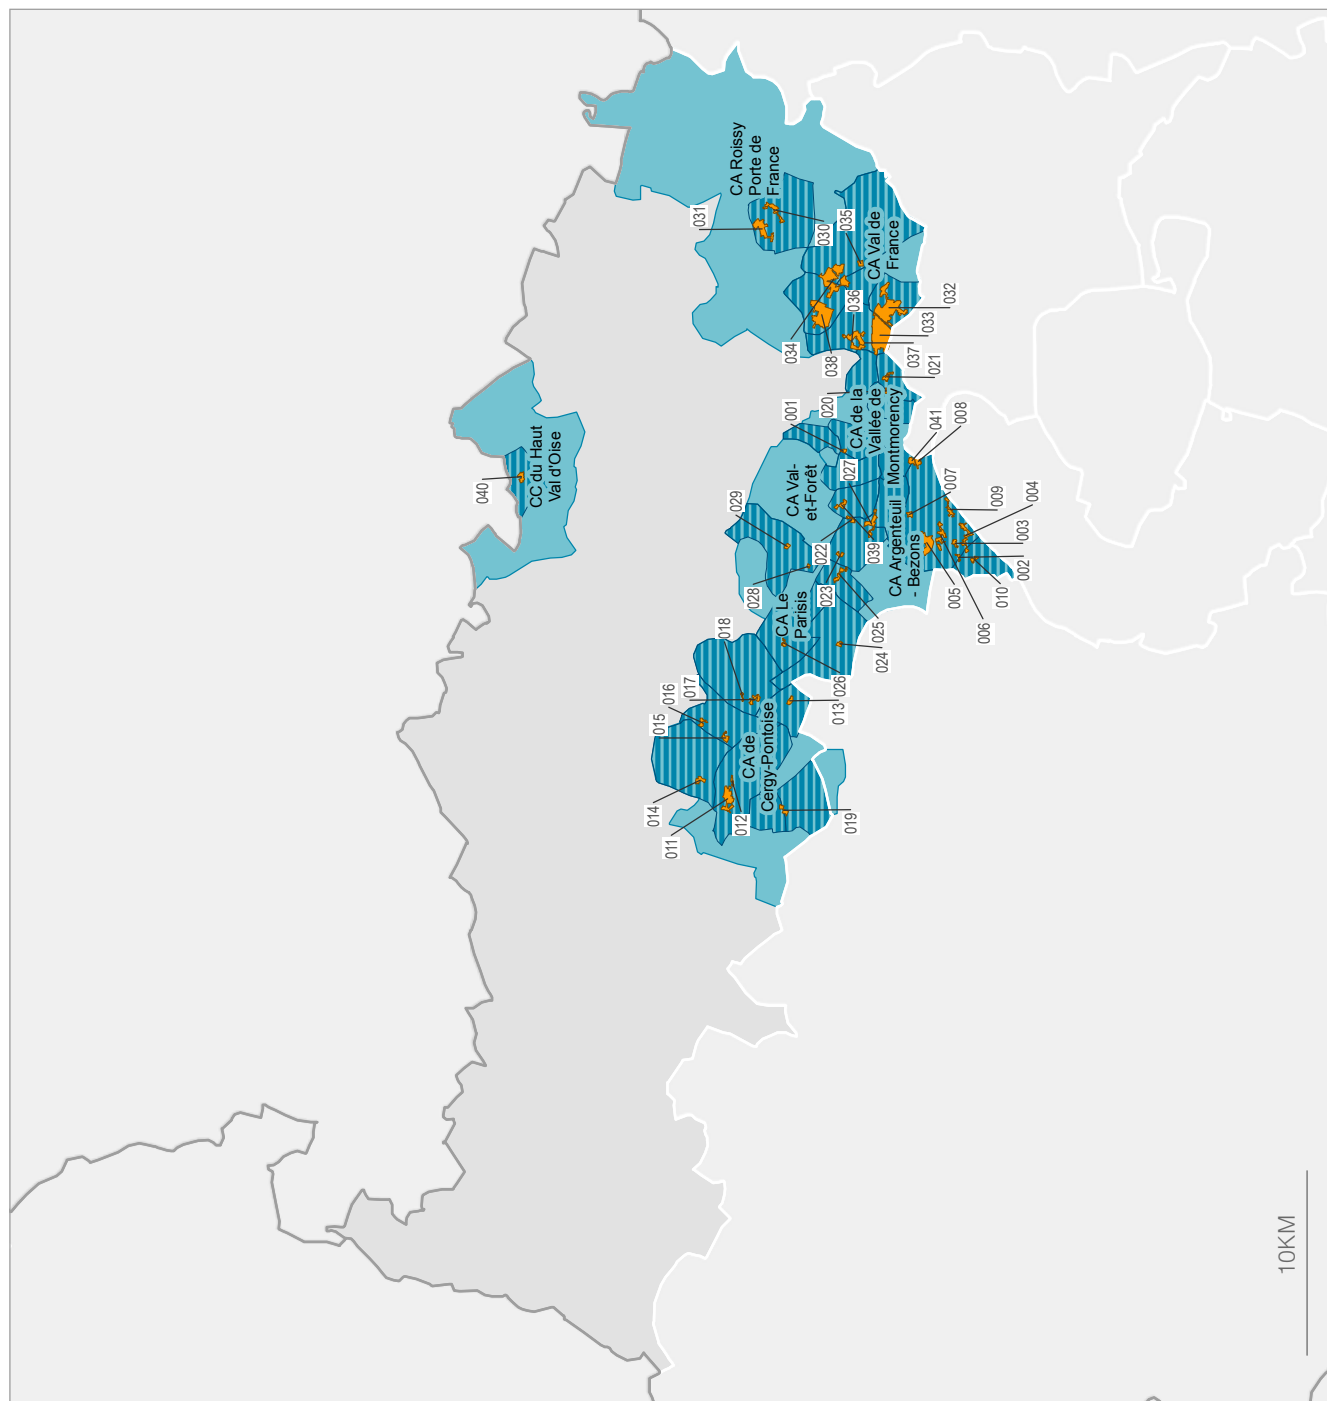 040
CC du Haut
Val d'Oise
031
CA Roissy
Porte de
France
030
035
CA Val de
France
034
038
036
032
033
037
021
020
001
CA de la
Vallée de
Montmorency
041
008
027
CA Val-
et-Forêt
029
022
039
007
009
004
003
002
010
005
006
CA Argenteuil
- Bezons
028
023
CA Le
Parisis
025
024
026
018
017
016
015
013
CA de
Cergy-Pontoise
014
011
012
019
10KM